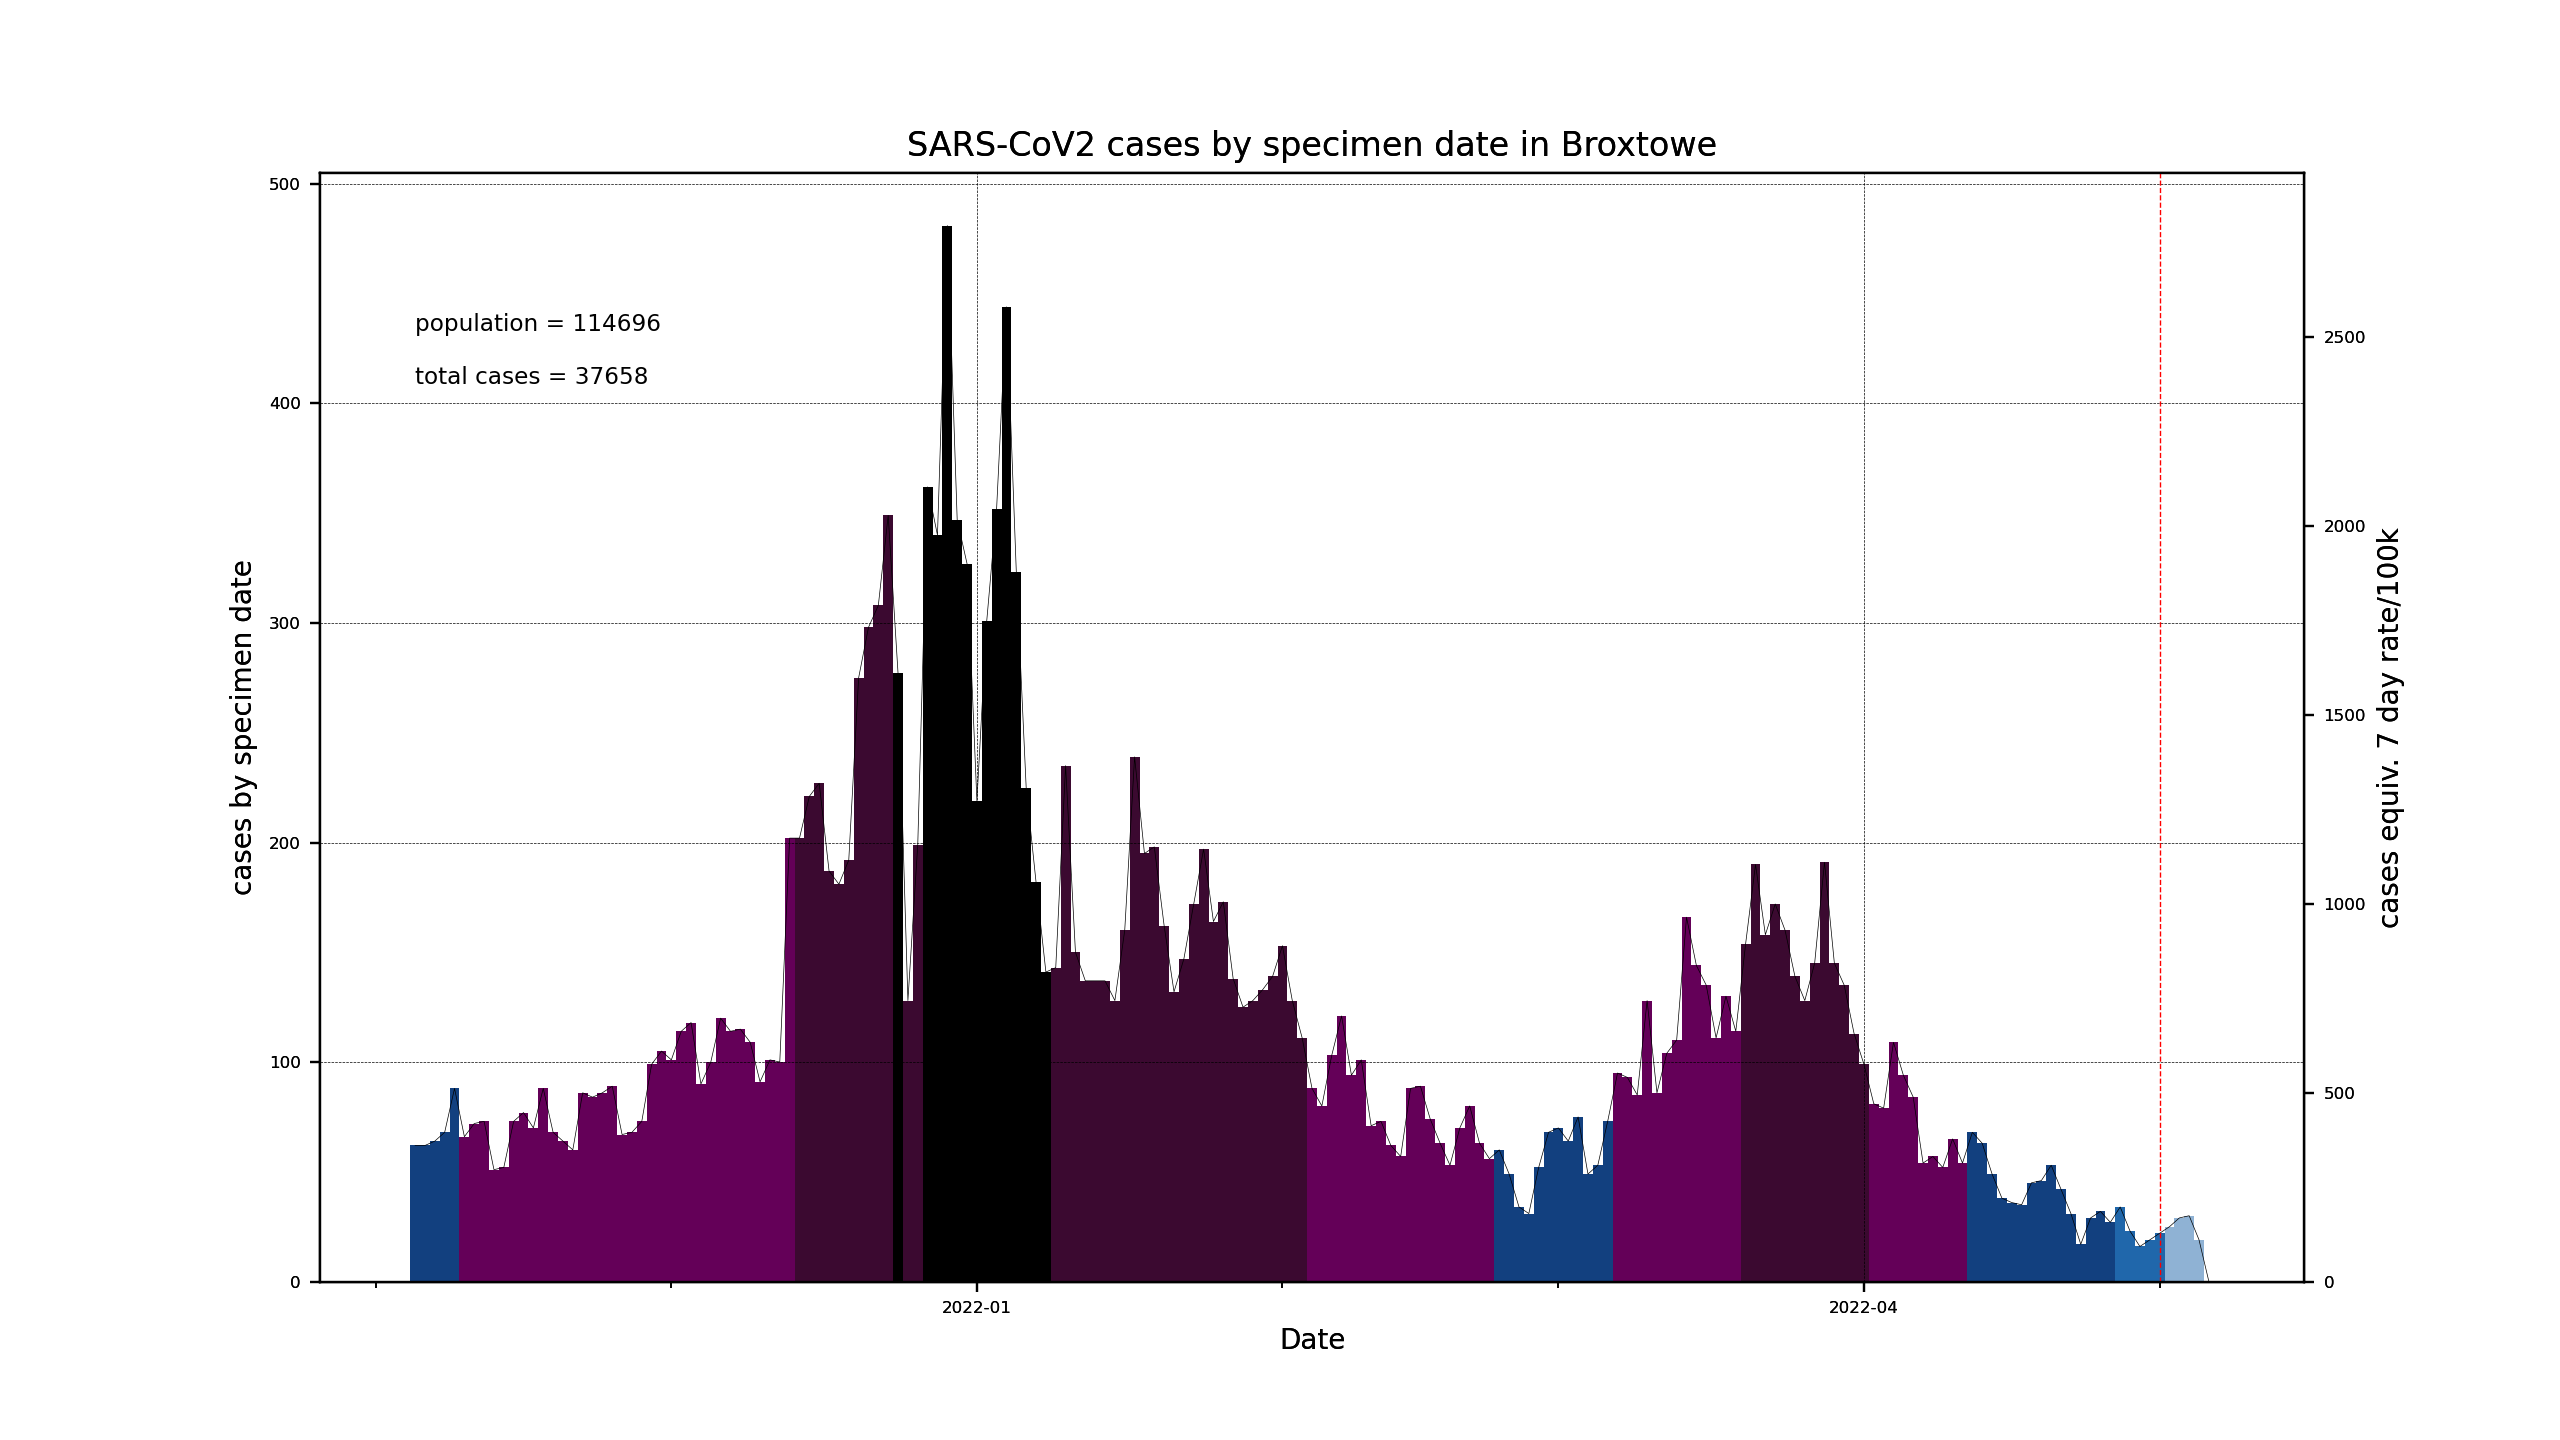 SARS-CoV2 cases by specimen date in Broxtowe
500
400
300
200
100
0
cases by specimen date
population = 114696
total cases = 37658
2500
2000
1500
1000
500
0
cases equiv. 7 day rate/100k
2022-01
2022-04
Date